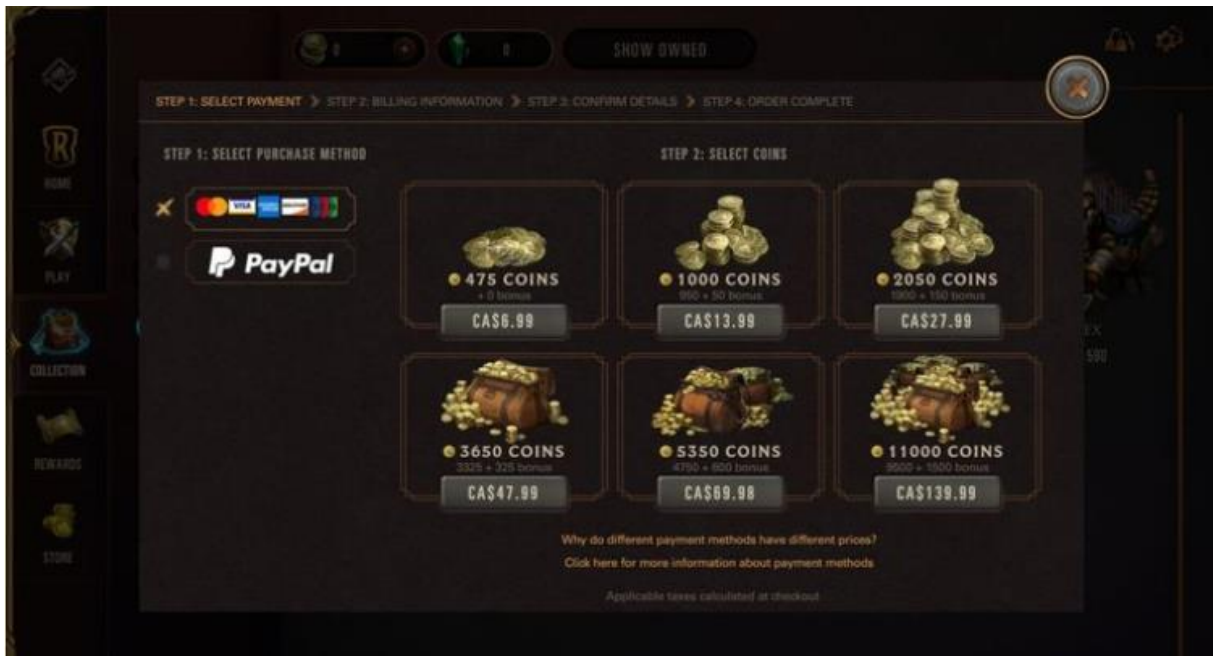 0
0
SHOW OWNED
STEP 1: SELECT PAYMENT STEP 2: BILLING INFORMATION STEP 3: CONFIRM DETAILS STEP 4: ORDER COMPLETE
STEP 1: SELECT PURCHASE METHOD
STEP 2: SELECT COINS
R
HOME
PLAY
COLLECTION
REWARDS
STORE
VISA
PayPal
475 COINS
+ 0 bonus
CA$6.99
1000 COINS
950 + 50 bonus
CA$13.99
2050 COINS
1900 + 150 bonus
CA$27.99
3650 COINS
3325 + 325 bonus
CA$47.99
5350 COINS
4750 + 600 bonus
CA$69.98
11000 COINS
9500 + 1500 bonus
CA$139.99
EX
590
Why do different payment methods have different prices?
Click here for more information about payment methods
Applicable taxes calculated at checkout